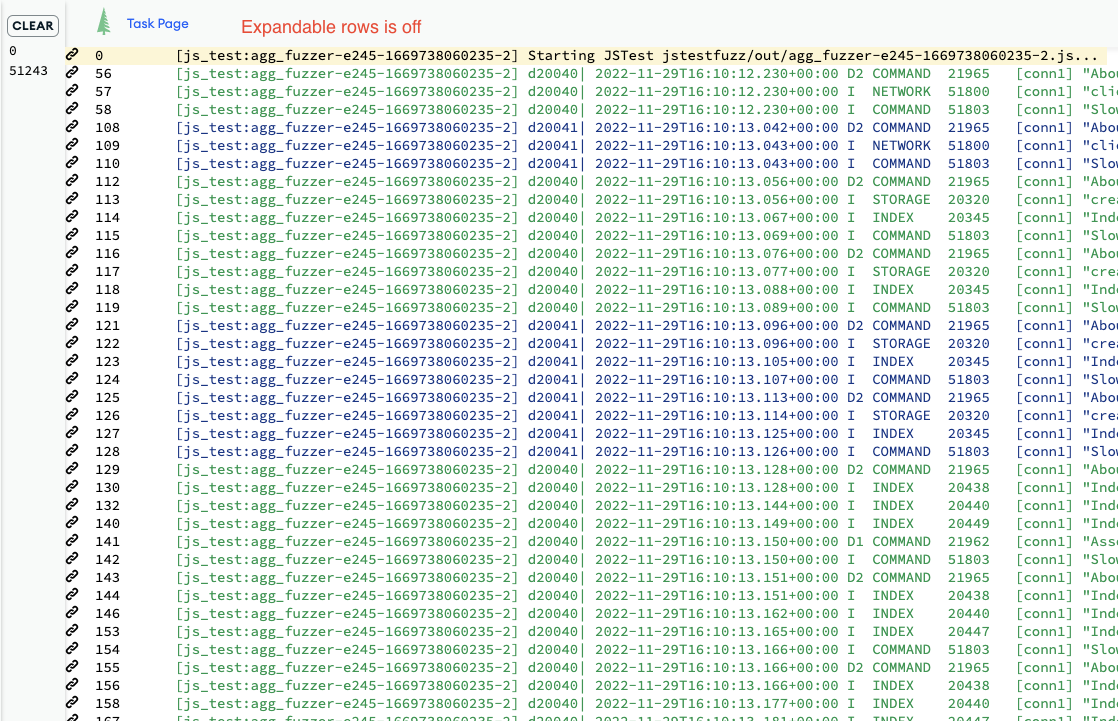 CLEAR Task Page Expandable rows is off
0
51243
0 [js_test:agg_fuzzer-e245-1669738060235-2] Starting JSTest jstestfuzz/out/agg_fuzzer-e245-1669738060235-2.js...
56 [js_test:agg_fuzzer-e245-1669738060235-2] d20040| 2022-11-29T16:10:12.230+00:00 D2 COMMAND 21965 [conn1] "Abou
57 [js_test:agg_fuzzer-e245-1669738060235-2] d20040| 2022-11-29T16:10:12.230+00:00 I NETWORK 51800 [conn1] "clie
58 [js_test:agg_fuzzer-e245-1669738060235-2] d20040| 2022-11-29T16:10:12.230+00:00 I COMMAND 51803 [conn1] "Slow
108 [js_test:agg_fuzzer-e245-1669738060235-2] d20041| 2022-11-29T16:10:13.042+00:00 D2 COMMAND 21965 [conn1] "Abou
109 [js_test:agg_fuzzer-e245-1669738060235-2] d20041| 2022-11-29T16:10:13.043+00:00 I NETWORK 51800 [conn1] "clie
110 [js_test:agg_fuzzer-e245-1669738060235-2] d20041| 2022-11-29T16:10:13.043+00:00 I COMMAND 51803 [conn1] "Slow
112 [js_test:agg_fuzzer-e245-1669738060235-2] d20040| 2022-11-29T16:10:13.056+00:00 D2 COMMAND 21965 [conn1] "Abou
113 [js_test:agg_fuzzer-e245-1669738060235-2] d20040| 2022-11-29T16:10:13.056+00:00 I STORAGE 20320 [conn1] "crea
114 [js_test:agg_fuzzer-e245-1669738060235-2] d20040| 2022-11-29T16:10:13.067+00:00 I INDEX 20345 [conn1] "Inde
115 [js_test:agg_fuzzer-e245-1669738060235-2] d20040| 2022-11-29T16:10:13.069+00:00 I COMMAND 51803 [conn1] "Slow
116 [js_test:agg_fuzzer-e245-1669738060235-2] d20040| 2022-11-29T16:10:13.076+00:00 D2 COMMAND 21965 [conn1] "Abou
117 [js_test:agg_fuzzer-e245-1669738060235-2] d20040| 2022-11-29T16:10:13.077+00:00 I STORAGE 20320 [conn1] "crea
118 [js_test:agg_fuzzer-e245-1669738060235-2] d20040| 2022-11-29T16:10:13.088+00:00 I INDEX 20345 [conn1] "Inde
119 [js_test:agg_fuzzer-e245-1669738060235-2] d20040| 2022-11-29T16:10:13.089+00:00 I COMMAND 51803 [conn1] "Slow
121 [js_test:agg_fuzzer-e245-1669738060235-2] d20041| 2022-11-29T16:10:13.096+00:00 D2 COMMAND 21965 [conn1] "Abou
122 [js_test:agg_fuzzer-e245-1669738060235-2] d20041| 2022-11-29T16:10:13.096+00:00 I STORAGE 20320 [conn1] "crea
123 [js_test:agg_fuzzer-e245-1669738060235-2] d20041| 2022-11-29T16:10:13.105+00:00 I INDEX 20345 [conn1] "Inde
124 [js_test:agg_fuzzer-e245-1669738060235-2] d20041| 2022-11-29T16:10:13.107+00:00 I COMMAND 51803 [conn1] "Slow
125 [js_test:agg_fuzzer-e245-1669738060235-2] d20041| 2022-11-29T16:10:13.113+00:00 D2 COMMAND 21965 [conn1] "Abou
126 [js_test:agg_fuzzer-e245-1669738060235-2] d20041| 2022-11-29T16:10:13.114+00:00 I STORAGE 20320 [conn1] "crea
127 [js_test:agg_fuzzer-e245-1669738060235-2] d20041| 2022-11-29T16:10:13.125+00:00 I INDEX 20345 [conn1] "Inde
128 [js_test:agg_fuzzer-e245-1669738060235-2] d20041| 2022-11-29T16:10:13.126+00:00 I COMMAND 51803 [conn1] "Slow
129 [js_test:agg_fuzzer-e245-1669738060235-2] d20040| 2022-11-29T16:10:13.128+00:00 D2 COMMAND 21965 [conn1] "Abou
130 [js_test:agg_fuzzer-e245-1669738060235-2] d20040| 2022-11-29T16:10:13.128+00:00 I INDEX 20438 [conn1] "Inde
132 [js_test:agg_fuzzer-e245-1669738060235-2] d20040| 2022-11-29T16:10:13.144+00:00 I INDEX 20440 [conn1] "Inde
140 [js_test:agg_fuzzer-e245-1669738060235-2] d20040| 2022-11-29T16:10:13.149+00:00 I INDEX 20449 [conn1] "Inde
141 [js_test:agg_fuzzer-e245-1669738060235-2] d20040| 2022-11-29T16:10:13.150+00:00 D1 COMMAND 21962 [conn1] "Asse
142 [js_test:agg_fuzzer-e245-1669738060235-2] d20040| 2022-11-29T16:10:13.150+00:00 I COMMAND 51803 [conn1] "Slow
143 [js_test:agg_fuzzer-e245-1669738060235-2] d20040| 2022-11-29T16:10:13.151+00:00 D2 COMMAND 21965 [conn1] "Abou
144 [js_test:agg_fuzzer-e245-1669738060235-2] d20040| 2022-11-29T16:10:13.151+00:00 I INDEX 20438 [conn1] "Inde
146 [js_test:agg_fuzzer-e245-1669738060235-2] d20040| 2022-11-29T16:10:13.162+00:00 I INDEX 20440 [conn1] "Inde
153 [js_test:agg_fuzzer-e245-1669738060235-2] d20040| 2022-11-29T16:10:13.165+00:00 I INDEX 20447 [conn1] "Inde
154 [js_test:agg_fuzzer-e245-1669738060235-2] d20040| 2022-11-29T16:10:13.166+00:00 I COMMAND 51803 [conn1] "Slow
155 [js_test:agg_fuzzer-e245-1669738060235-2] d20040| 2022-11-29T16:10:13.166+00:00 D2 COMMAND 21965 [conn1] "Abou
156 [js_test:agg_fuzzer-e245-1669738060235-2] d20040| 2022-11-29T16:10:13.166+00:00 I INDEX 20438 [conn1] "Inde
158 [js_test:agg_fuzzer-e245-1669738060235-2] d20040| 2022-11-29T16:10:13.177+00:00 I INDEX 20440 [conn1] "Inde